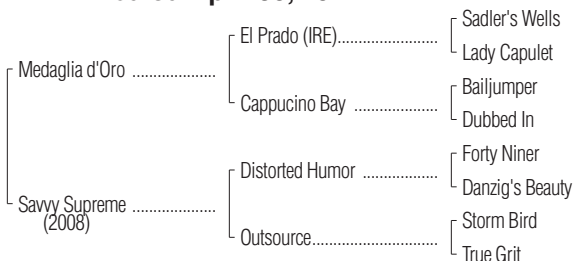 Sadler's Wells
El Prado (IRE)........................
Lady Capulet
Medaglia d'Oro ....................
Bailjumper
Cappucino Bay ....................
Dubbed In
Forty Niner
Distorted Humor ..................
Danzig's Beauty
Savvy Supreme ....................
(2008)
Storm Bird
Outsource..............................
True Grit